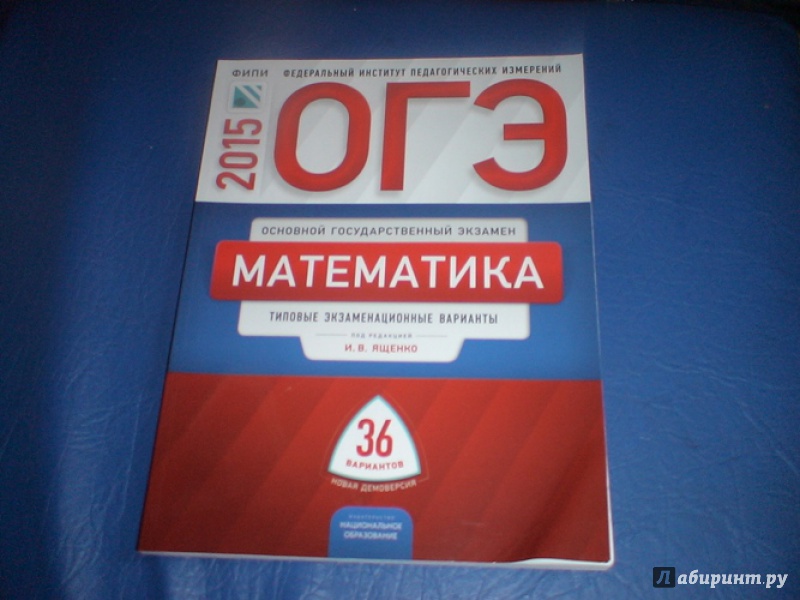 ФИПИ ФЕДЕРАЛЬНЫЙ ИНСТИТУТ ПЕДАГОГИЧЕСКИХ ИЗМЕРЕНИЙ
2015
ОГЭ
ОСНОВНОЙ ГОСУДАРСТВЕННЫЙ ЭКЗАМЕН
МАТЕМАТИКА
ТИПОВЫЕ ЭКЗАМЕНАЦИОННЫЕ ВАРИАНТЫ
ПОД РЕДАКЦИЕЙ
И. В. ЯЩЕНКО
36
ВАРИАНТОВ
НОВАЯ ДЕМОВЕРСИЯ
ИЗДАТЕЛЬСТВО
НАЦИОНАЛЬНОЕ
ОБРАЗОВАНИЕ
Лабиринт.ру